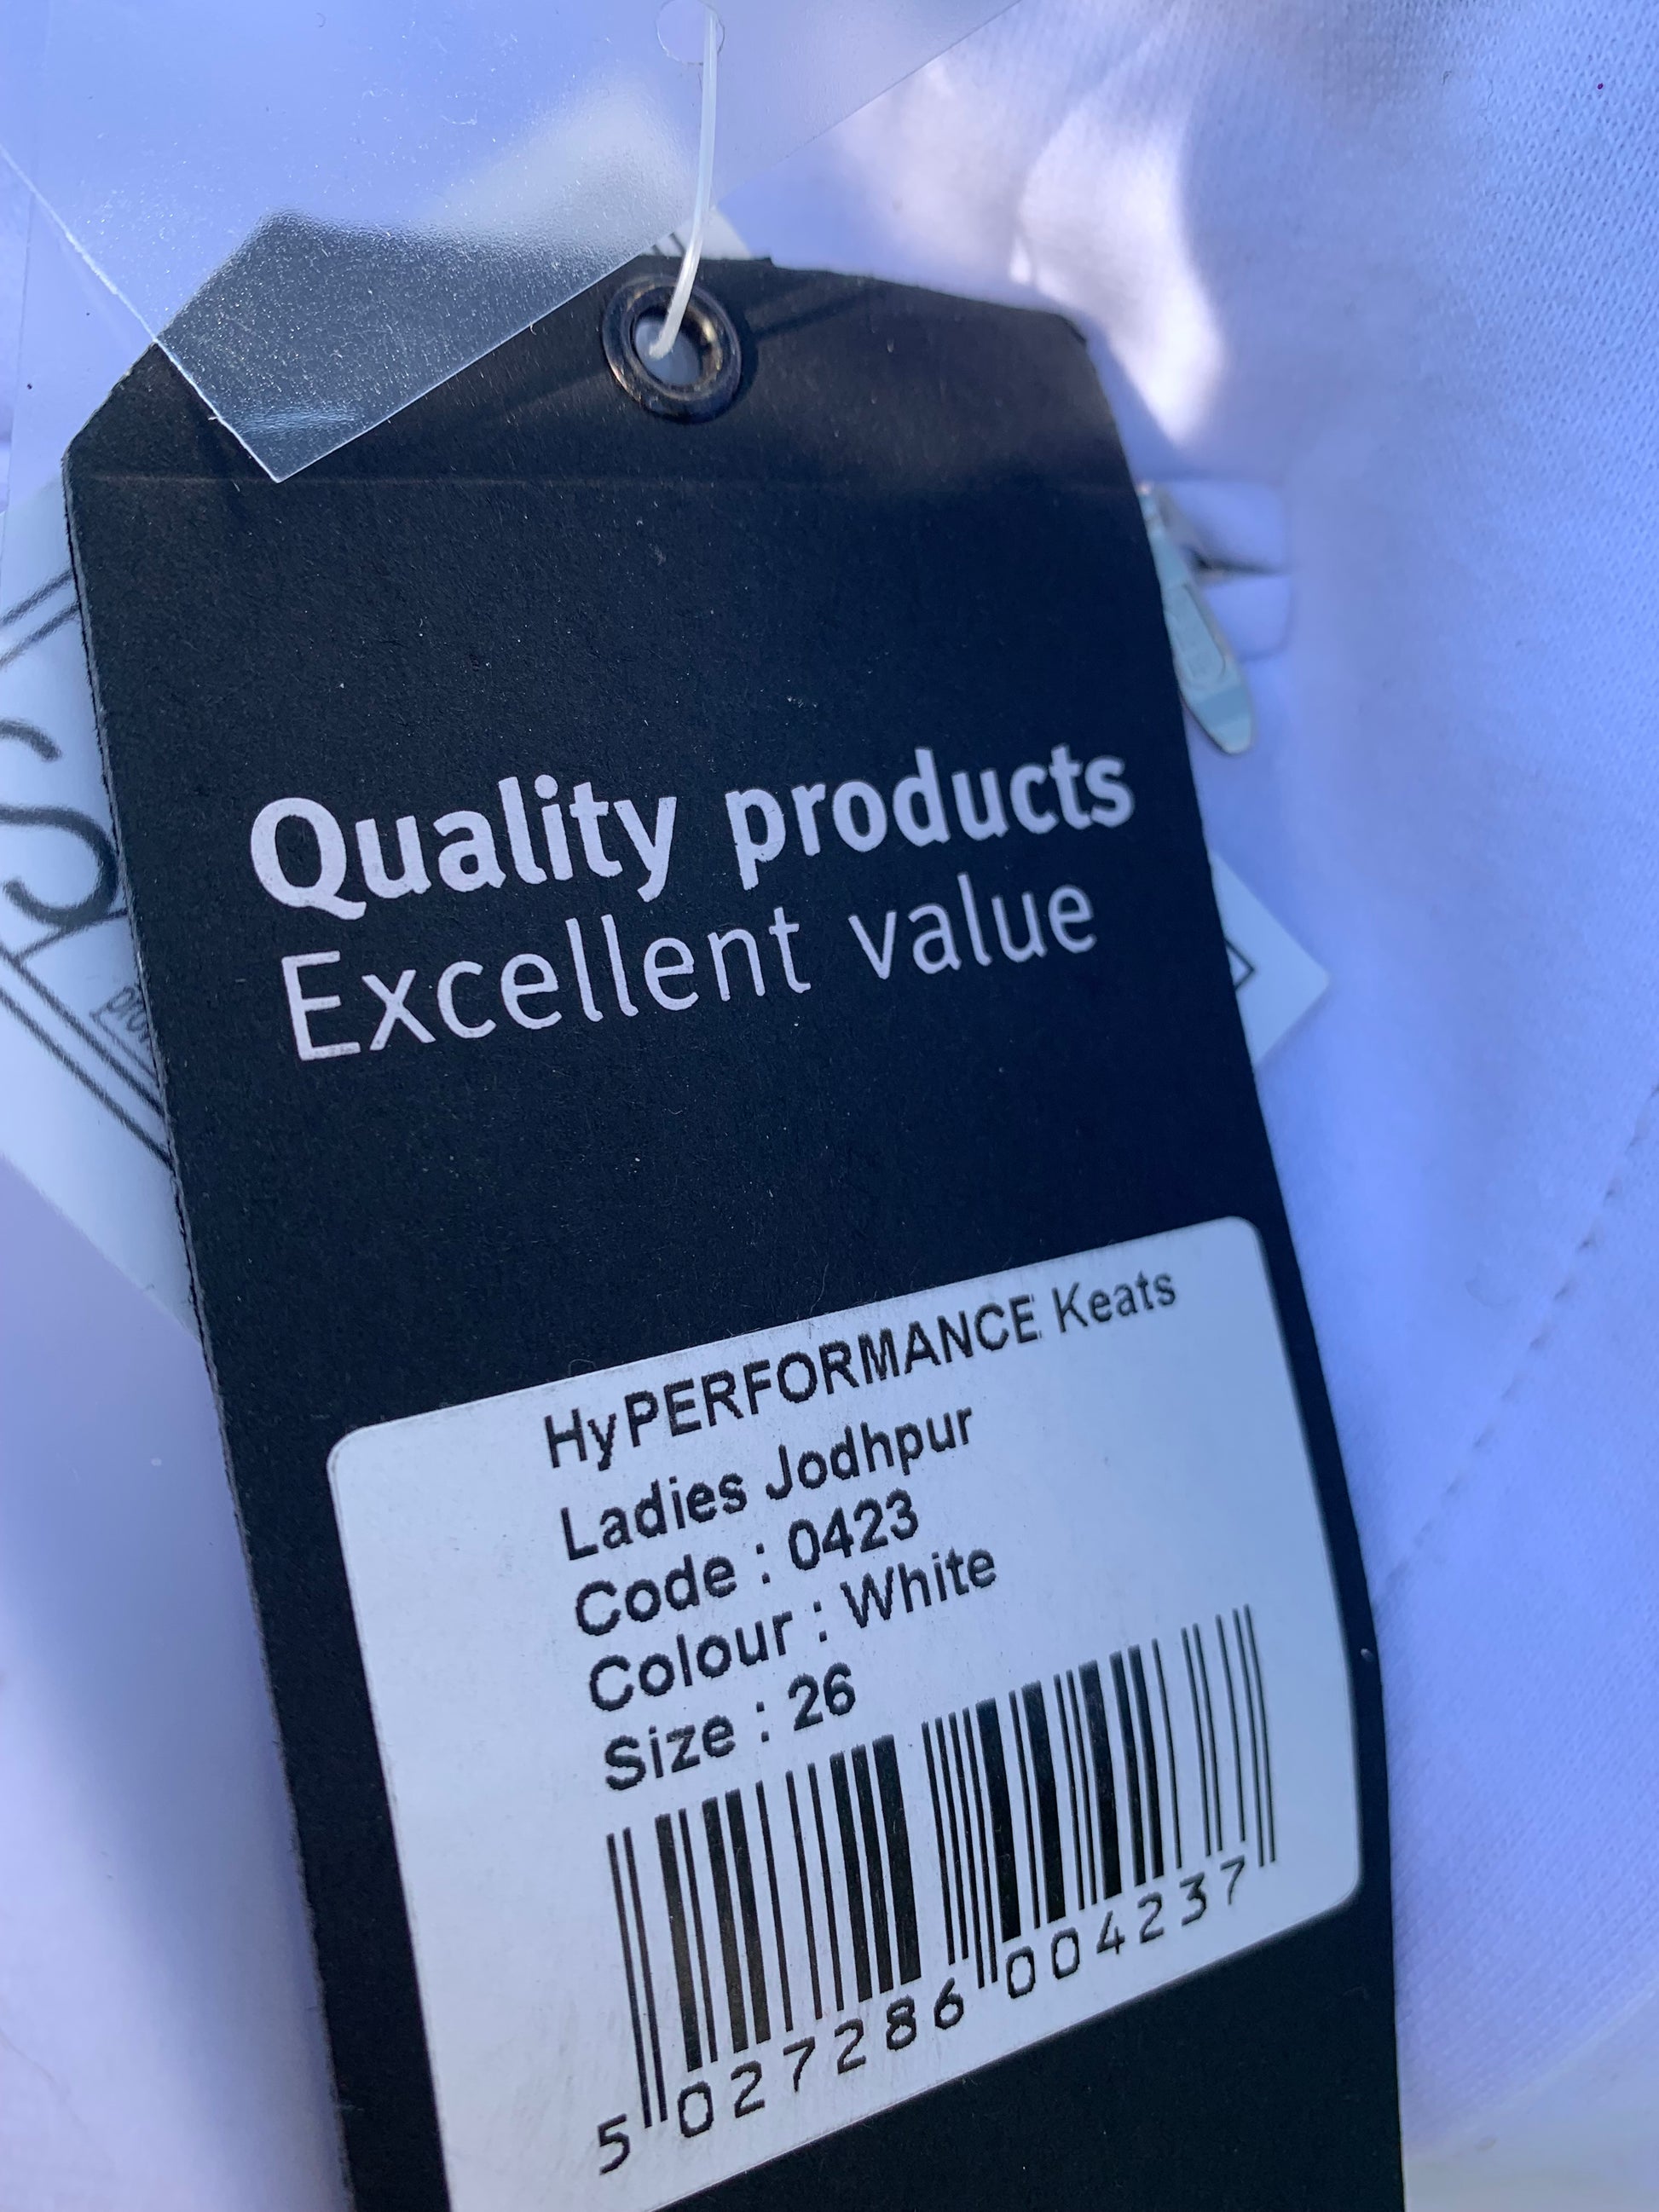 Quality products
Excellent value
HyPERFORMANCE Keats
Ladies Jodhpur
Code : 0423
Colour : White
Size : 26
5 027286 004237